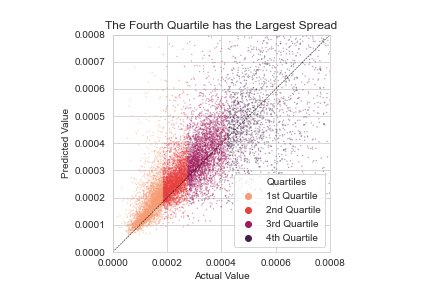 The Fourth Quartile has the Largest Spread
0.0008
0.0007
0.0006
0.0005
0.0004
0.0003
0.0002
0.0001
0.0000
Predicted Value
Quartiles
1st Quartile
2nd Quartile
3rd Quartile
4th Quartile
0.0000 0.0002 0.0004 0.0006 0.0008
Actual Value